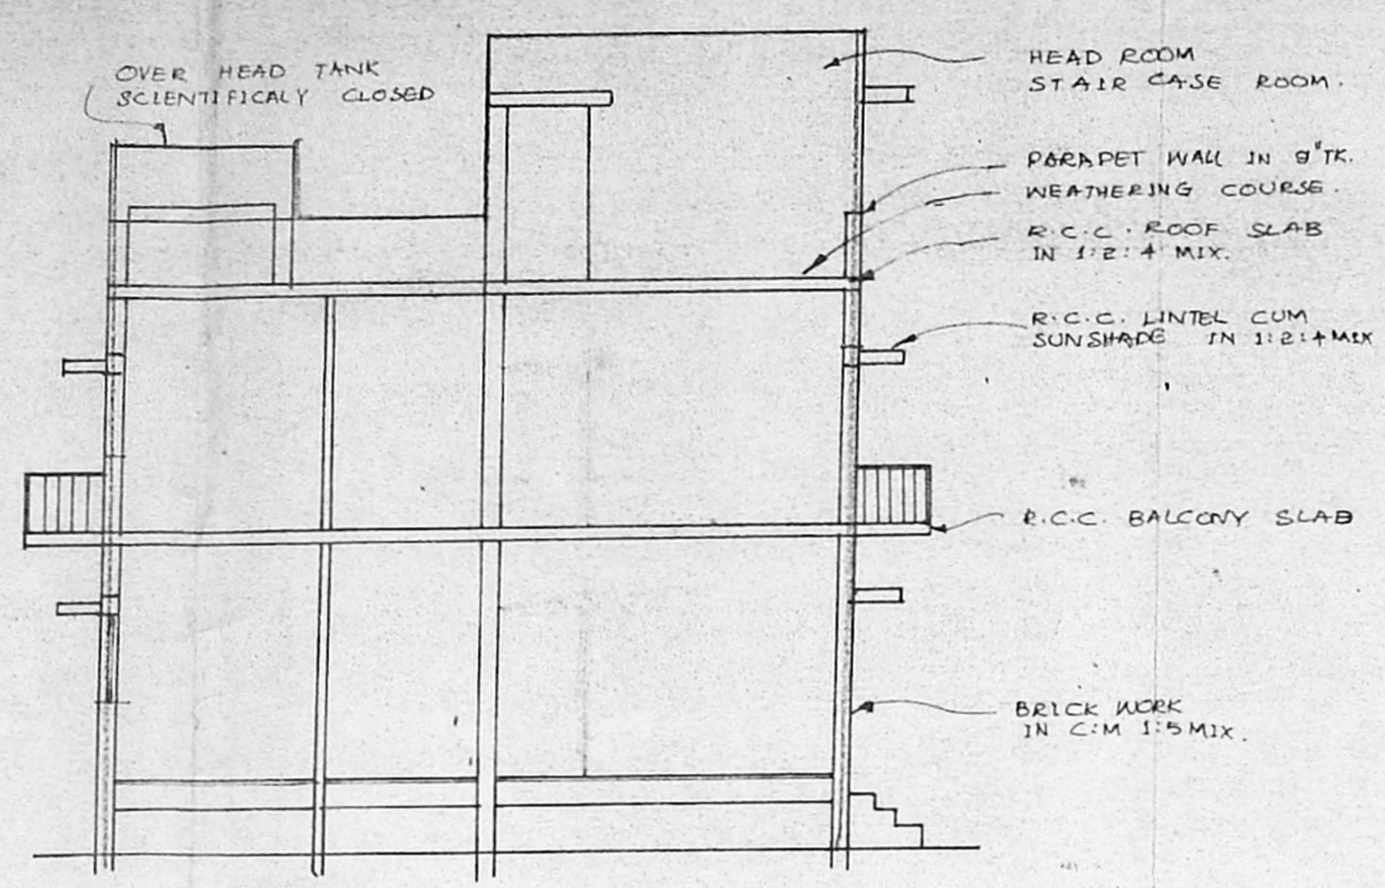 OVER HEAD TANK
SCIENTIFICALY CLOSED
HEAD ROOM
STAIR CASE ROOM.
PARAPET WALL IN 9"TK.
WEATHERING COURSE.
R.C.C. ROOF SLAB
IN 1:2:4 MIX.
R.C.C. LINTEL CUM
SUNSHADE IN 1:2:4 MIX
R.C.C. BALCONY SLAB
BRICK WORK
IN C:M 1:5 MIX.